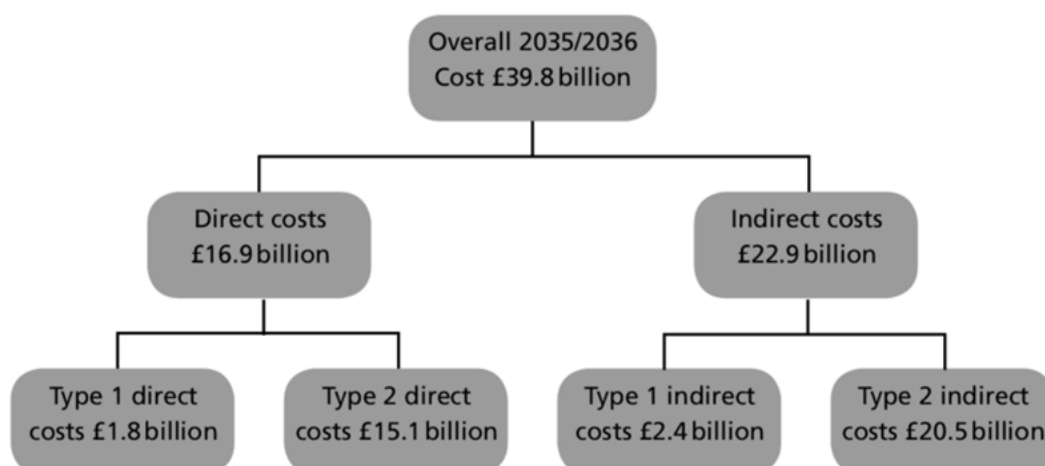 Overall 2035/2036
Cost £39.8 billion
Direct costs
£16.9 billion
Indirect costs
£22.9 billion
Type 1 direct
costs £1.8 billion
Type 2 direct
costs £15.1 billion
Type 1 indirect
costs £2.4 billion
Type 2 indirect
costs £20.5 billion